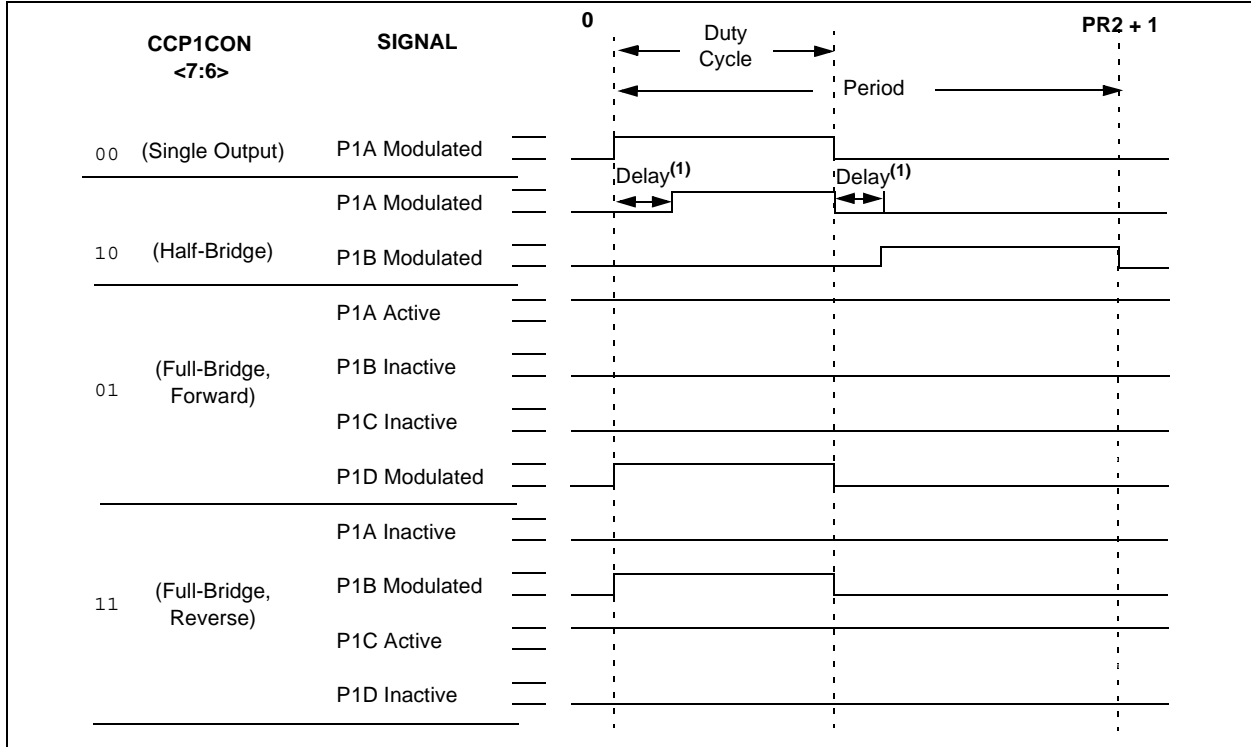 0
PR2 + 1
CCP1CON
<7:6>
SIGNAL
Duty
Cycle
Period
00 (Single Output) P1A Modulated
Delay(1) Delay(1)
P1A Modulated
10 (Half-Bridge) P1B Modulated
P1A Active
01 (Full-Bridge,
Forward)
P1B Inactive
P1C Inactive
P1D Modulated
P1A Inactive
11 (Full-Bridge,
Reverse)
P1B Modulated
P1C Active
P1D Inactive